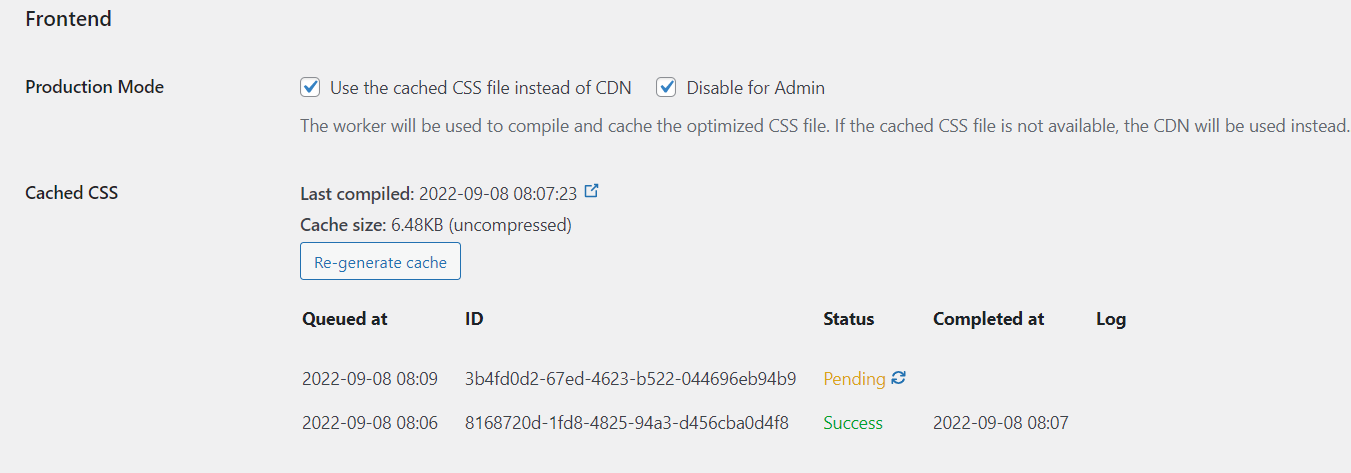 Frontend
Production Mode
Use the cached CSS file instead of CDN Disable for Admin
The worker will be used to compile and cache the optimized CSS file. If the cached CSS file is not available, the CDN will be used instead.
Cached CSS
Last compiled: 2022-09-08 08:07:23
Cache size: 6.48KB (uncompressed)
Re-generate cache
Queued at ID Status Completed at Log
2022-09-08 08:09 3b4fd0d2-67ed-4623-b522-044696eb94b9 Pending
2022-09-08 08:06 8168720d-1fd8-4825-94a3-d456cba0d4f8 Success 2022-09-08 08:07